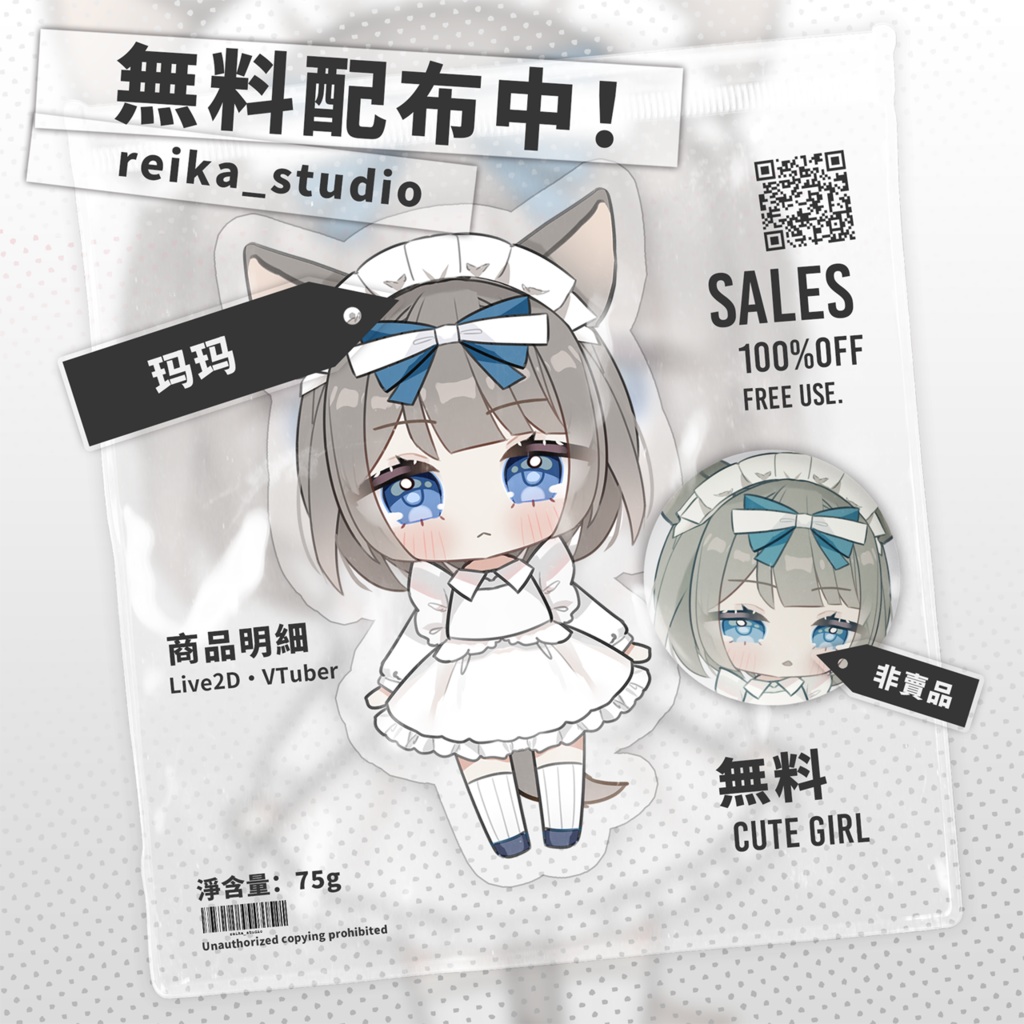 無料配布中!
reika_studio
玛玛
SALES
100%OFF
FREE USE.
商品明細
Live2D・VTuber
非賣品
無料
CUTE GIRL
淨含量：75g
reika_studio
Unauthorized copying prohibited